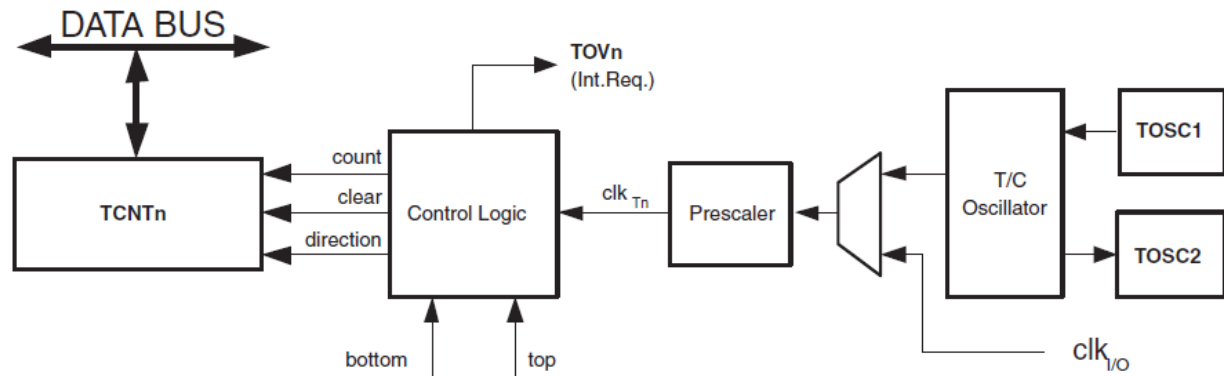 DATA BUS
TOVn
(Int.Req.)
TOSC1
count
T/C
Oscillator
TCNTn
clear
Control Logic
clk Tn
Prescaler
direction
TOSC2
bottom
top
clk I/O